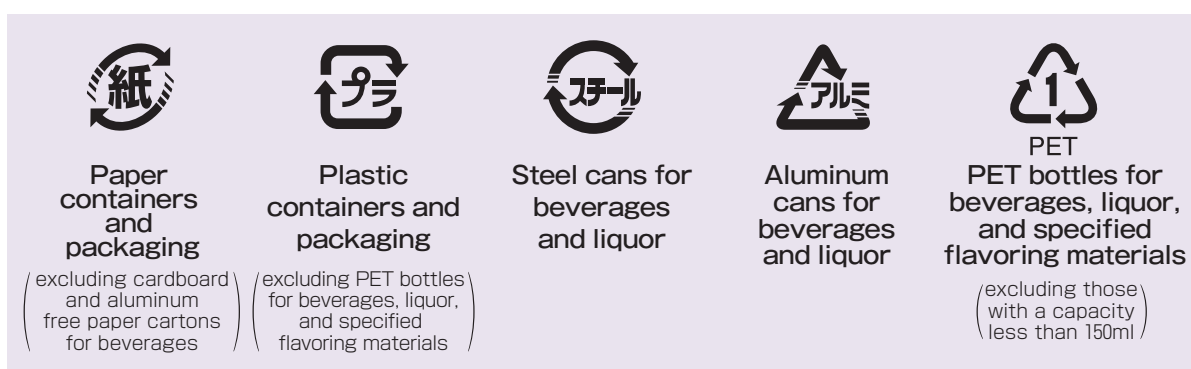 紙
Paper
containers
and
packaging
(excluding cardboard
and aluminum
free paper cartons
for beverages)
プラ
Plastic
containers and
packaging
(excluding PET bottles
for beverages, liquor,
and specified
flavoring materials)
スチール
Steel cans for
beverages
and liquor
アルミ
Aluminum
cans for
beverages
and liquor
1
PET
PET bottles for
beverages, liquor,
and specified
flavoring materials
(excluding those
with a capacity
less than 150ml)